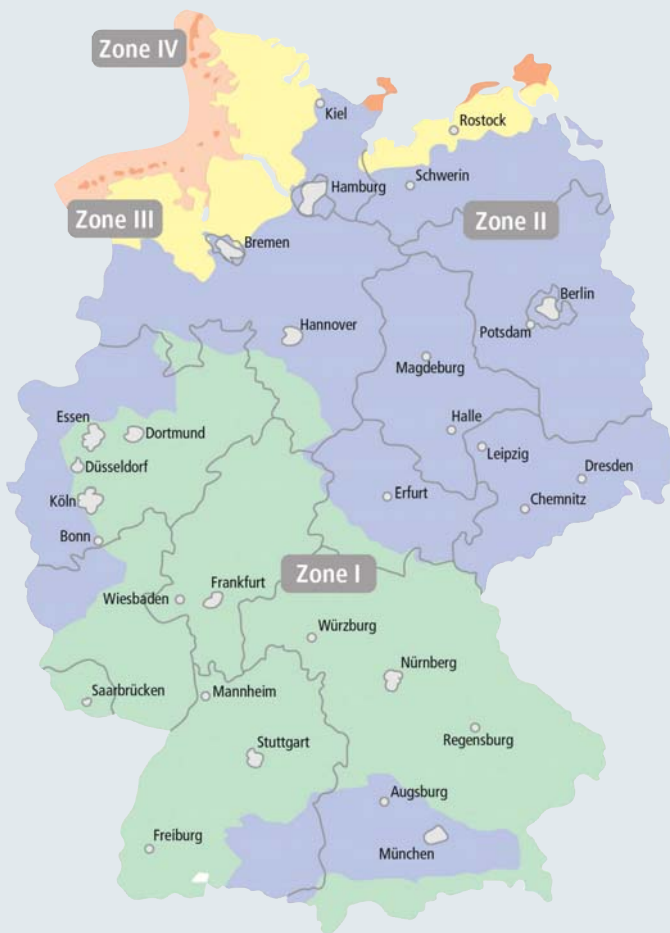 Zone IV
Kiel
Rostock
Schwerin
Hamburg
Zone III
Zone II
Bremen
Berlin
Hannover
Potsdam
Magdeburg
Essen
Halle
Dortmund
Leipzig
Düsseldorf
Dresden
Köln
Erfurt
Chemnitz
Bonn
Zone I
Frankfurt
Wiesbaden
Würzburg
Nürnberg
Saarbrücken
Mannheim
Stuttgart
Regensburg
Augsburg
Freiburg
München